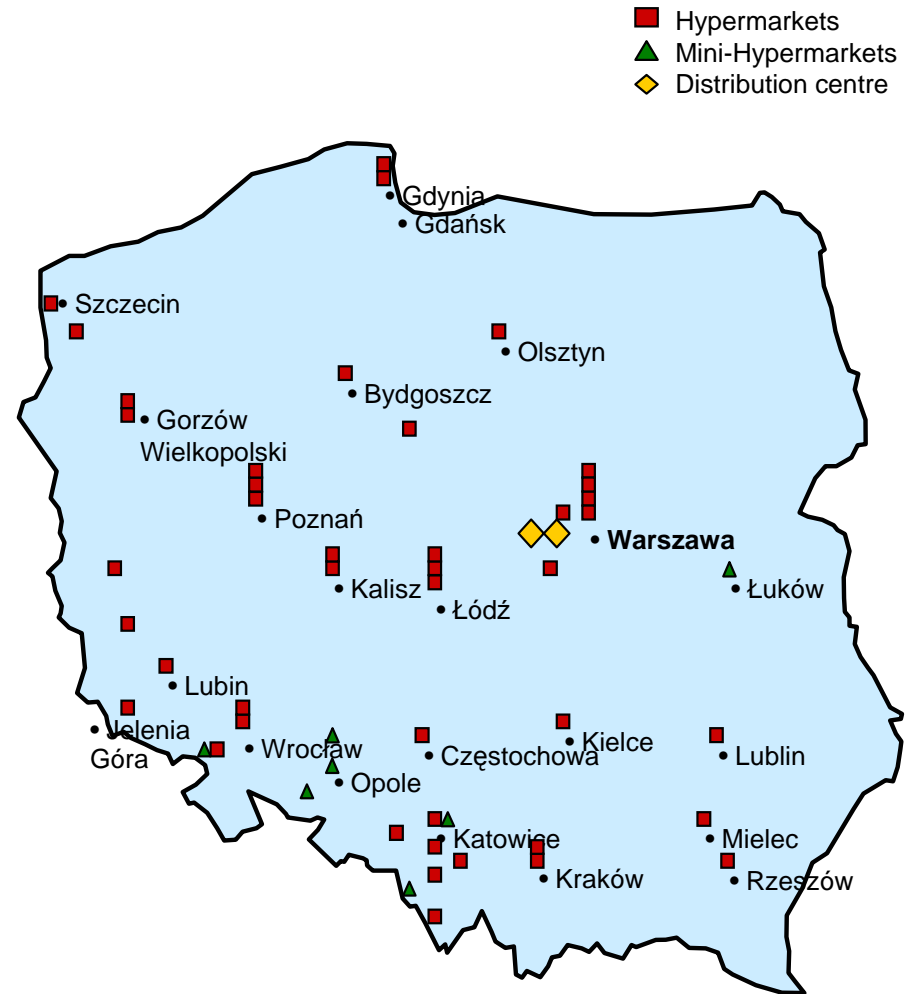 Hypermarkets
Mini-Hypermarkets
Distribution centre
Gdynia
Gdańsk
Szczecin
Olsztyn
Bydgoszcz
Gorzów
Wielkopolski
Poznań
Warszawa
Kalisz
Łuków
Łódź
Lubin
Jelenia
Góra
Wrocław
Kielce
Częstochowa
Lublin
Opole
Katowice
Mielec
Kraków
Rzeszów